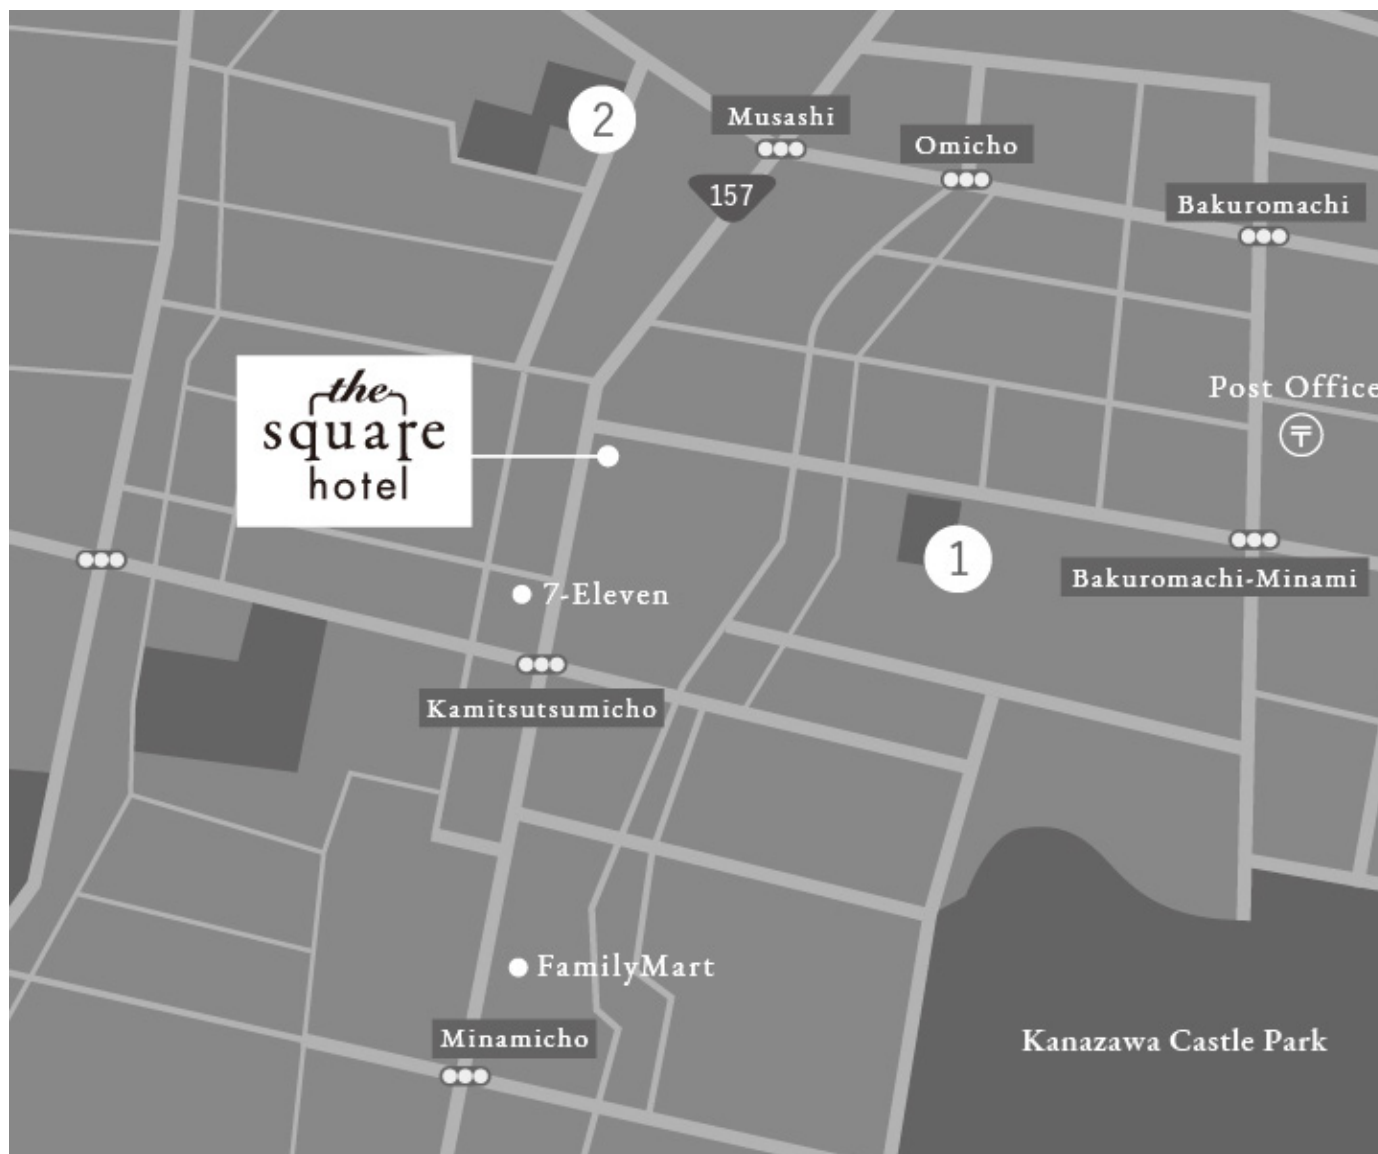 2
Musashi
Omicho
157
Bakuromachi
the
square
hotel
Post Office
〒
1
Bakuromachi-Minami
7-Eleven
Kamitsutsumicho
FamilyMart
Minamicho
Kanazawa Castle Park